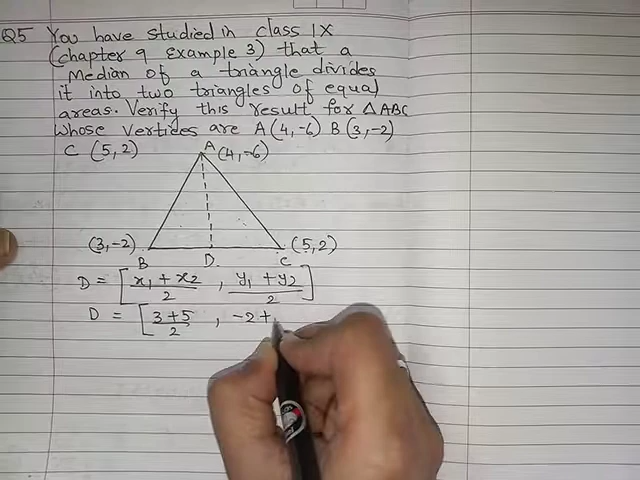 Q5 You have studied in class IX
(chapter 9 Example 3) that a
Median of a triangle divides
it into two triangles of equal
areas. Verify this result for △ABC
Whose vertices are A(4,-6) B(3,-2)
C (5,2)
A (4,-6)
(3,-2) (5,2)
B D. C
D = [x₁ + x₂/2 , y₁ + y₂/2]
D = [3+5/2 , -2+